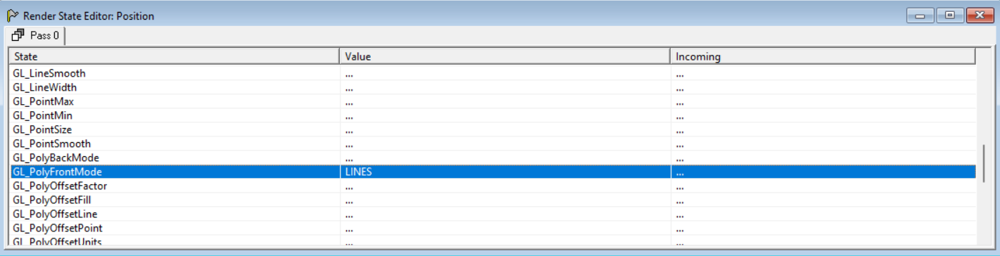 Render State Editor: Position
Pass 0
State Value Incoming
GL_LineSmooth ... ...
GL_LineWidth ... ...
GL_PointMax ... ...
GL_PointMin ... ...
GL_PointSize ... ...
GL_PointSmooth ... ...
GL_PolyBackMode ... ...
GL_PolyFrontMode LINES ...
GL_PolyOffsetFactor ... ...
GL_PolyOffsetFill ... ...
GL_PolyOffsetLine ... ...
GL_PolyOffsetPoint ... ...
GL_PolyOffsetUnits ... ...